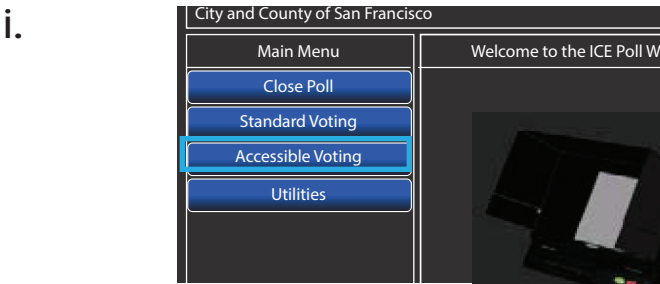 i.
City and County of San Francisco
Main Menu
Welcome to the ICE Poll W
Close Poll
Standard Voting
Accessible Voting
Utilities